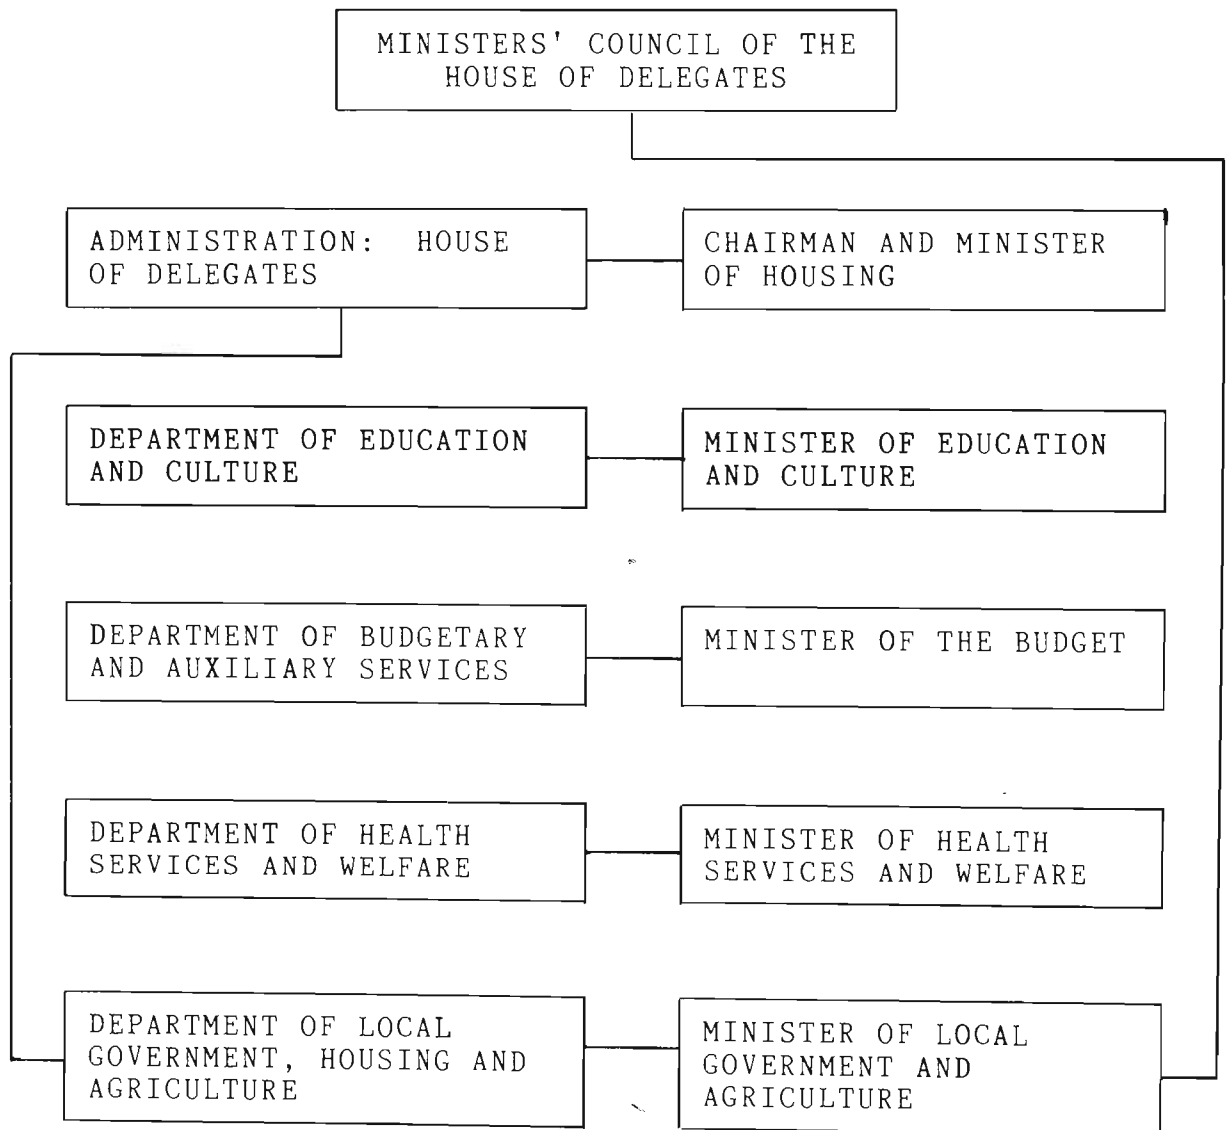 MINISTERS' COUNCIL OF THE
HOUSE OF DELEGATES
ADMINISTRATION: HOUSE
OF DELEGATES
CHAIRMAN AND MINISTER
OF HOUSING
DEPARTMENT OF EDUCATION
AND CULTURE
MINISTER OF EDUCATION
AND CULTURE
DEPARTMENT OF BUDGETARY
AND AUXILIARY SERVICES
MINISTER OF THE BUDGET
DEPARTMENT OF HEALTH
SERVICES AND WELFARE
MINISTER OF HEALTH
SERVICES AND WELFARE
DEPARTMENT OF LOCAL
GOVERNMENT, HOUSING AND
AGRICULTURE
MINISTER OF LOCAL
GOVERNMENT AND
AGRICULTURE